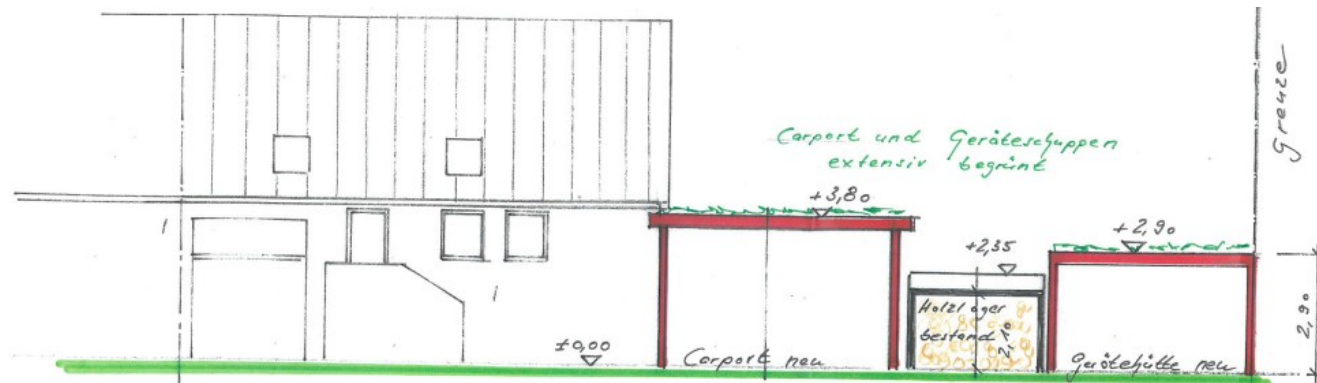 Carport und Geräteschuppen
extensiv begrünt
Grenze
+3,80
+2,90
+2,35
Holzlager
bestand
2,10
2,90
±0,00
Carport neu
Gerätehütte neu